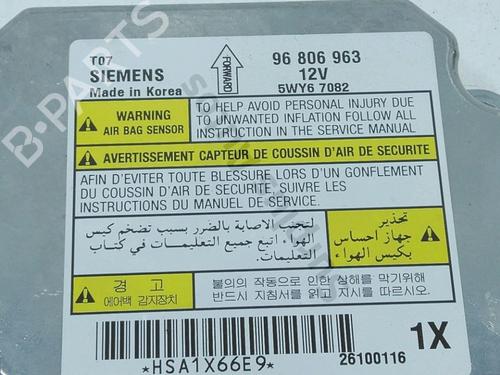 T07
SIEMENS
Made in Korea
FORWARD
96 806 963
12V
5WY6 7082
WARNING
AIR BAG SENSOR
TO HELP AVOID PERSONAL INJURY DUE
TO UNWANTED INFLATION FOLLOW ALL
INSTRUCTION IN THE SERVICE MANUAL
AVERTISSEMENT CAPTEUR DE COUSSIN D'AIR DE SECURITE
AFIN D'EVITER TOUTE BLESSURE LORS D'UN GONFLEMENT
DU COUSSIN D'AIR DE SECURITE, SUIVRE LES
INSTRUCTIONS DU MANUEL DE SERVICE.
تحذير
جهاز احساس
بكيس الهواء
لتجنب الاصابة بالضرر بسبب تضخم كيس
الهواء اتبع جميع التعليمات في كتاب
التعليمات.
경 고
에어백 감지장치
불의의 작동으로 인한 상해를 막기위해
반드시 지침서를 읽고 지시를 따르시오.
1X
*HSA1X66E9*
26100116
B-PARTS